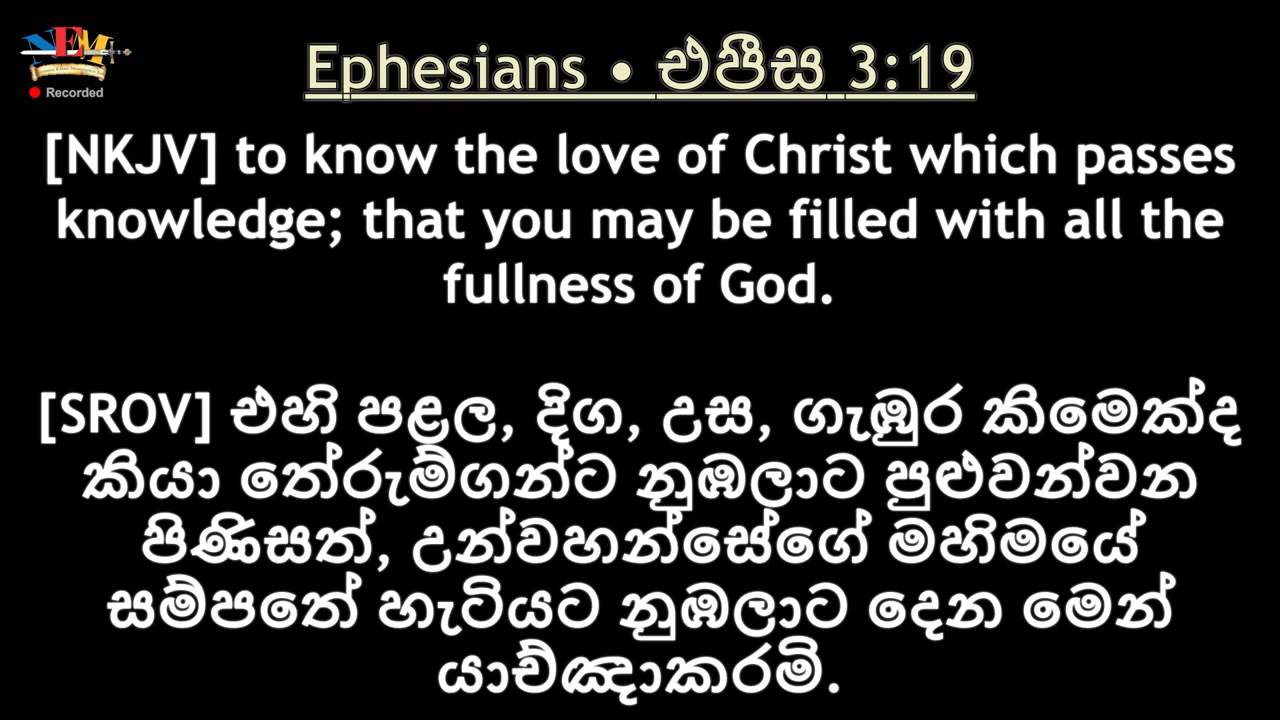 NEM
Recorded
Ephesians • එපීස 3:19
[NKJV] to know the love of Christ which passes
knowledge; that you may be filled with all the
fullness of God.
[SROV] එහි පළල, දිග, උස, ගැඹුර කිමෙක්ද
කියා තේරුම්ගන්ට නුඹලාට පුළුවන්වන
පිණිසත්, උන්වහන්සේගේ මහිමයේ
සම්පතේ හැටියට නුඹලාට දෙන මෙන්
යාච්ඤාකරමි.